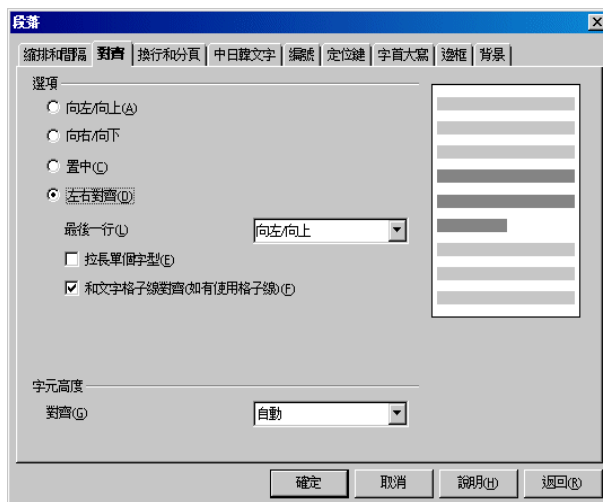 段落
縮排和間隔 對齊 換行和分頁 中日韓文字 編號 定位鍵 字首大寫 邊框 背景
選項
向左/向上(A)
向右/向下
置中(C)
左右對齊(D)
最後一行(L) 向左/向上
拉長單個字型(E)
和文字格子線對齊(如有使用格子線)(F)
字元高度
對齊(G) 自動
確定 取消 說明(H) 返回(R)